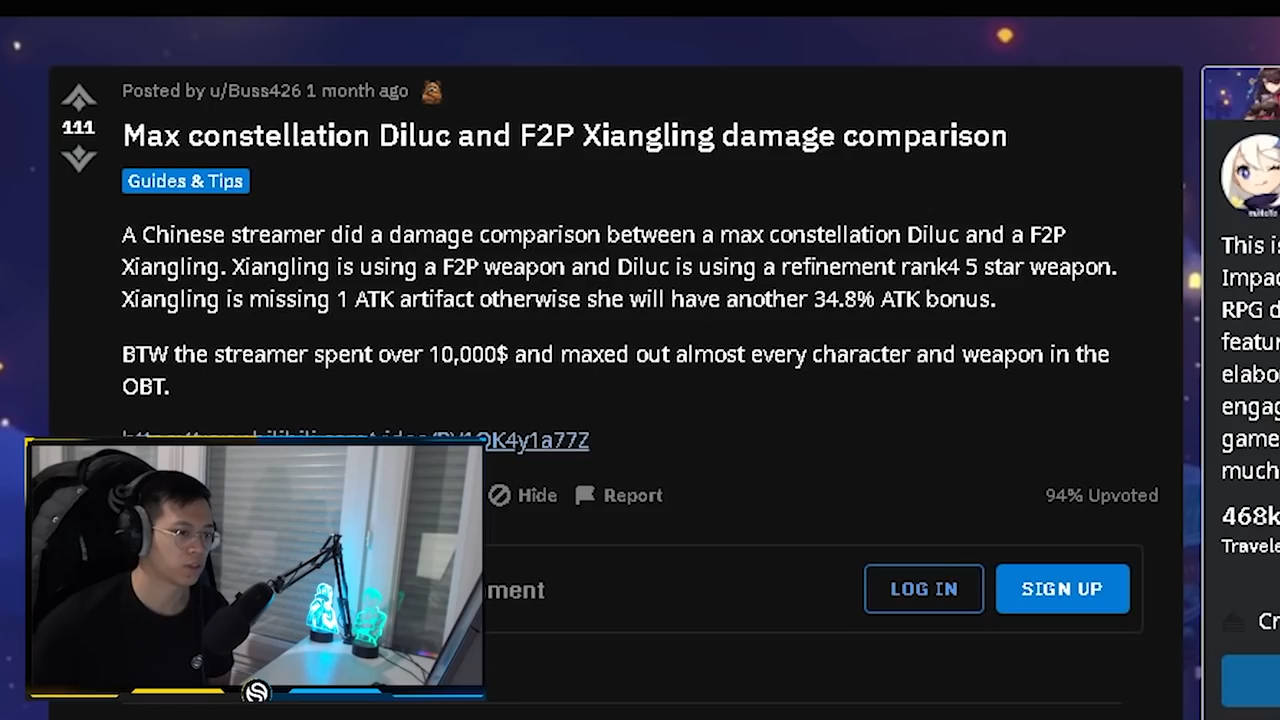 Posted by u/Buss426 1 month ago
111
Max constellation Diluc and F2P Xiangling damage comparison
Guides & Tips
A Chinese streamer did a damage comparison between a max constellation Diluc and a F2P
Xiangling. Xiangling is using a F2P weapon and Diluc is using a refinement rank4 5 star weapon.
Xiangling is missing 1 ATK artifact otherwise she will have another 34.8% ATK bonus.
BTW the streamer spent over 10,000$ and maxed out almost every character and weapon in the
OBT.
K4y1a77Z
Hide Report 94% Upvoted
ment LOG IN SIGN UP
This is
Impac
RPG d
featur
elabo
engag
game
much
468k
Travele
Cr